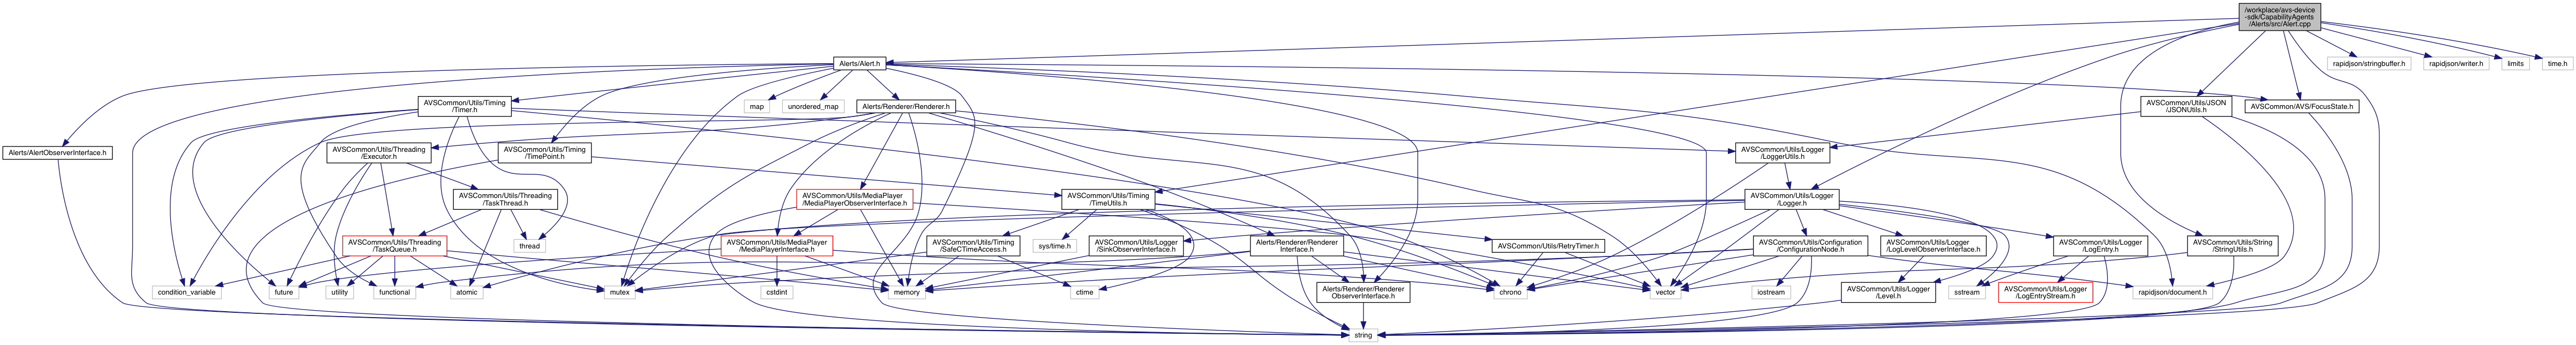 /workplace/avs-device
-sdk/CapabilityAgents
/Alerts/src/Alert.cpp
Alerts/Alert.h
rapidjson/stringbuffer.h
rapidjson/writer.h
limits
time.h
AVSCommon/Utils/Timing
/Timer.h
map
unordered_map
Alerts/Renderer/Renderer.h
AVSCommon/Utils/JSON
/JSONUtils.h
AVSCommon/AVS/FocusState.h
Alerts/AlertObserverInterface.h
AVSCommon/Utils/Threading
/Executor.h
AVSCommon/Utils/Timing
/TimePoint.h
AVSCommon/Utils/Logger
/LoggerUtils.h
AVSCommon/Utils/Threading
/TaskThread.h
AVSCommon/Utils/MediaPlayer
/MediaPlayerObserverInterface.h
AVSCommon/Utils/Timing
/TimeUtils.h
AVSCommon/Utils/Logger
/Logger.h
AVSCommon/Utils/Threading
/TaskQueue.h
thread
AVSCommon/Utils/MediaPlayer
/MediaPlayerInterface.h
AVSCommon/Utils/Timing
/SafeCTimeAccess.h
sys/time.h
AVSCommon/Utils/Logger
/SinkObserverInterface.h
Alerts/Renderer/Renderer
Interface.h
AVSCommon/Utils/RetryTimer.h
AVSCommon/Utils/Configuration
/ConfigurationNode.h
AVSCommon/Utils/Logger
/LogLevelObserverInterface.h
AVSCommon/Utils/Logger
/LogEntry.h
AVSCommon/Utils/String
/StringUtils.h
condition_variable
future
utility
functional
atomic
mutex
cstdint
memory
ctime
Alerts/Renderer/Renderer
ObserverInterface.h
chrono
vector
iostream
AVSCommon/Utils/Logger
/Level.h
sstream
AVSCommon/Utils/Logger
/LogEntryStream.h
rapidjson/document.h
string